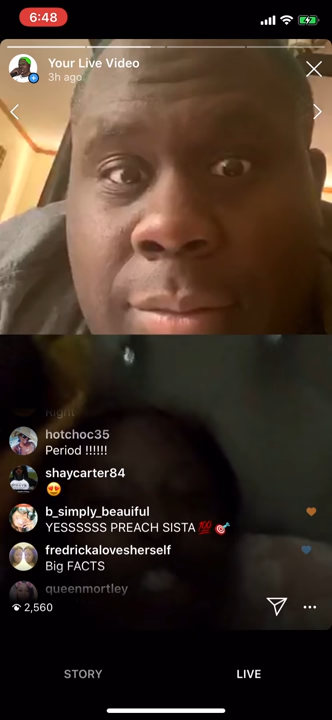 6:48
Your Live Video
3h ago
Right
hotchoc35
Period !!!!!!
shaycarter84
😍
b_simply_beauiful
YESSSSSS PREACH SISTA 💯 🎯
fredrickalovesherself
Big FACTS
queenmortley
2,560
STORY
LIVE